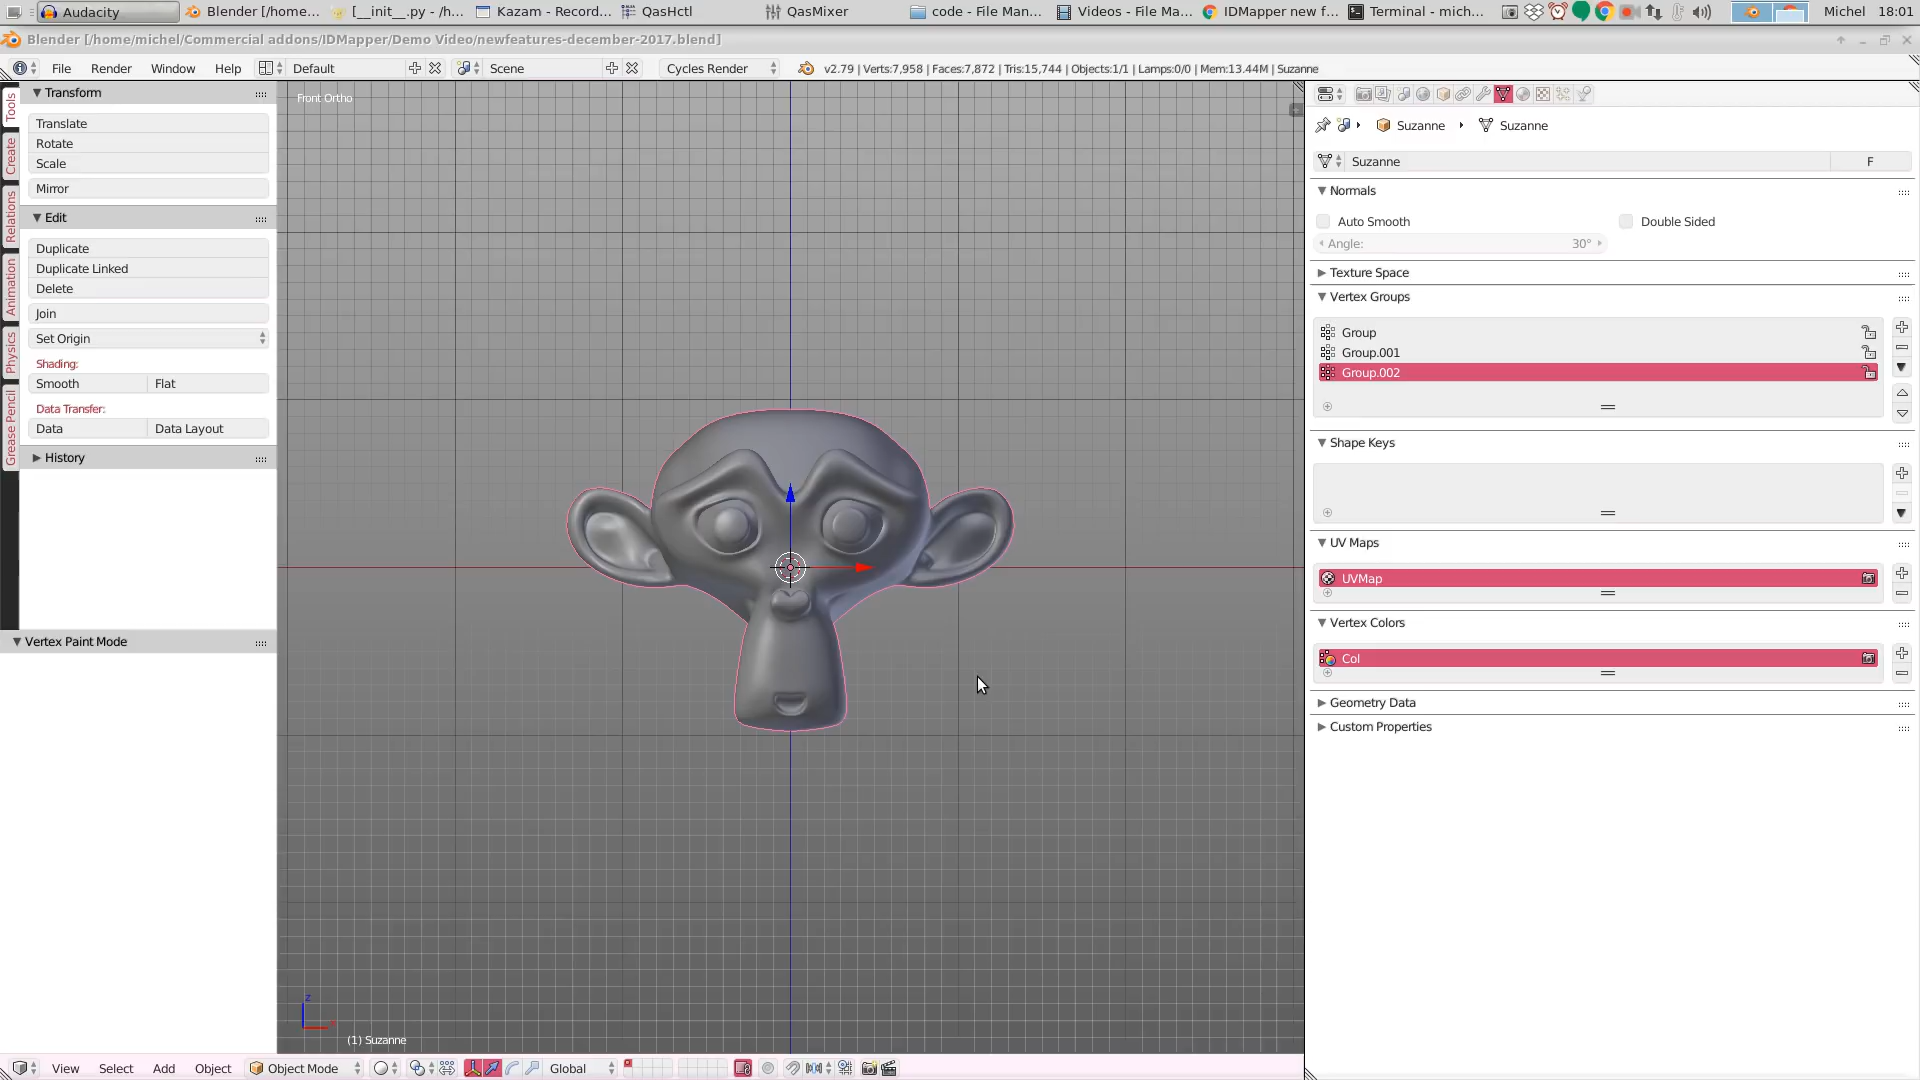 Audacity
Blender [/home...
[__init__).py - /h...
Kazam - Record...
QasHctl
QasMixer
code - File Man...
Videos - File Ma...
IDMapper new f...
Terminal - mich...
Michel 18:01
Blender [/home/michel/Commercial addons/IDMapper/Demo Video/newfeatures-december-2017.blend]
File
Render
Window
Help
Default
Scene
Cycles Render
v2.79 | Verts:7,958 | Faces:7,872 | Tris:15,744 | Objects:1/1 | Lamps:0/0 | Mem:13.44M | Suzanne
Tools
Create
Relations
Animation
Physics
Grease Pencil
Transform
Translate
Rotate
Scale
Mirror
Edit
Duplicate
Duplicate Linked
Delete
Join
Set Origin
Shading:
Smooth
Flat
Data Transfer:
Data
Data Layout
History
Vertex Paint Mode
Front Ortho
z
(1) Suzanne
View
Select
Add
Object
Object Mode
Global
Suzanne
Suzanne
Suzanne
F
Normals
Auto Smooth
Double Sided
Angle: 30°
Texture Space
Vertex Groups
Group
Group.001
Group.002
Shape Keys
UV Maps
UVMap
Vertex Colors
Col
Geometry Data
Custom Properties